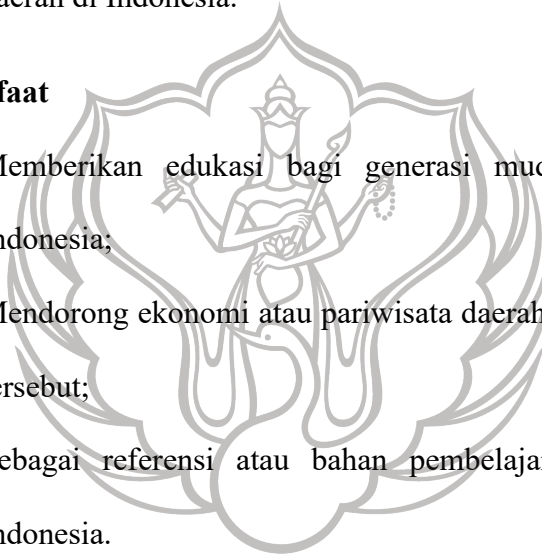 aerah di Indonesia.
faat
Memberikan edukasi bagi generasi mud
ndonesia;
Mendorong ekonomi atau pariwisata daerah
ersebut;
ebagai referensi atau bahan pembelajar
ndonesia.